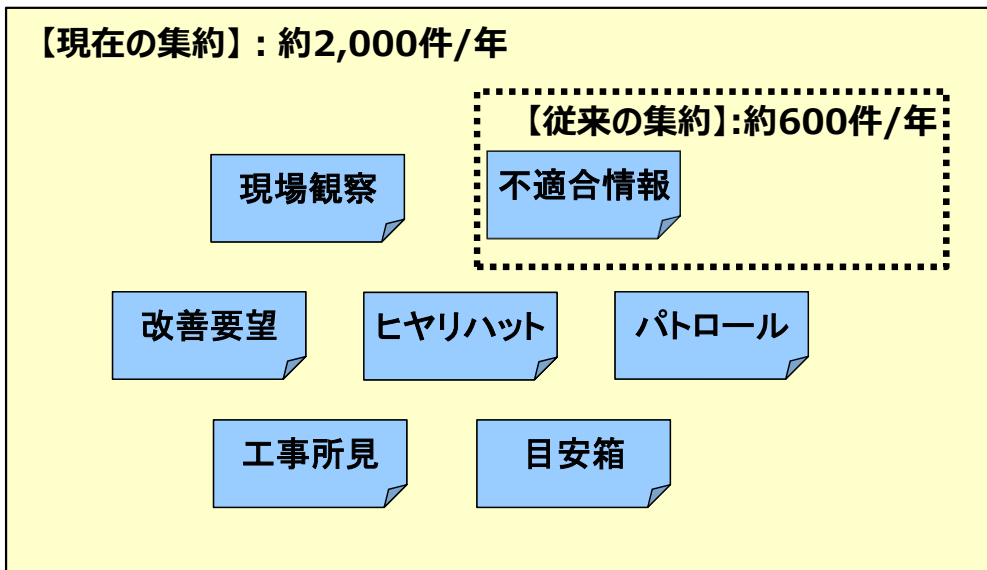 【現在の集約】：約2,000件/年
【従来の集約】:約600件/年
現場観察
不適合情報
改善要望
ヒヤリハット
パトロール
工事所見
目安箱